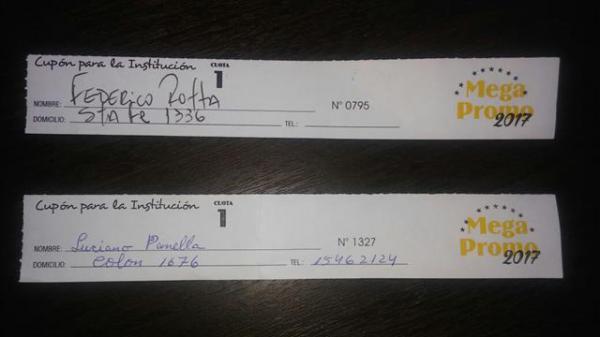 Cupón para la Institución
CUOTA
1
NOMBRE: FEDERICO ROTTA
Nº 0795
DOMICILIO: STA FE 1336
TEL:
Mega
Promo
2017
Cupón para la Institución
CUOTA
1
NOMBRE: Luciano Panella
Nº 1327
DOMICILIO: Colon 1676
TEL: 15462124
Mega
Promo
2017